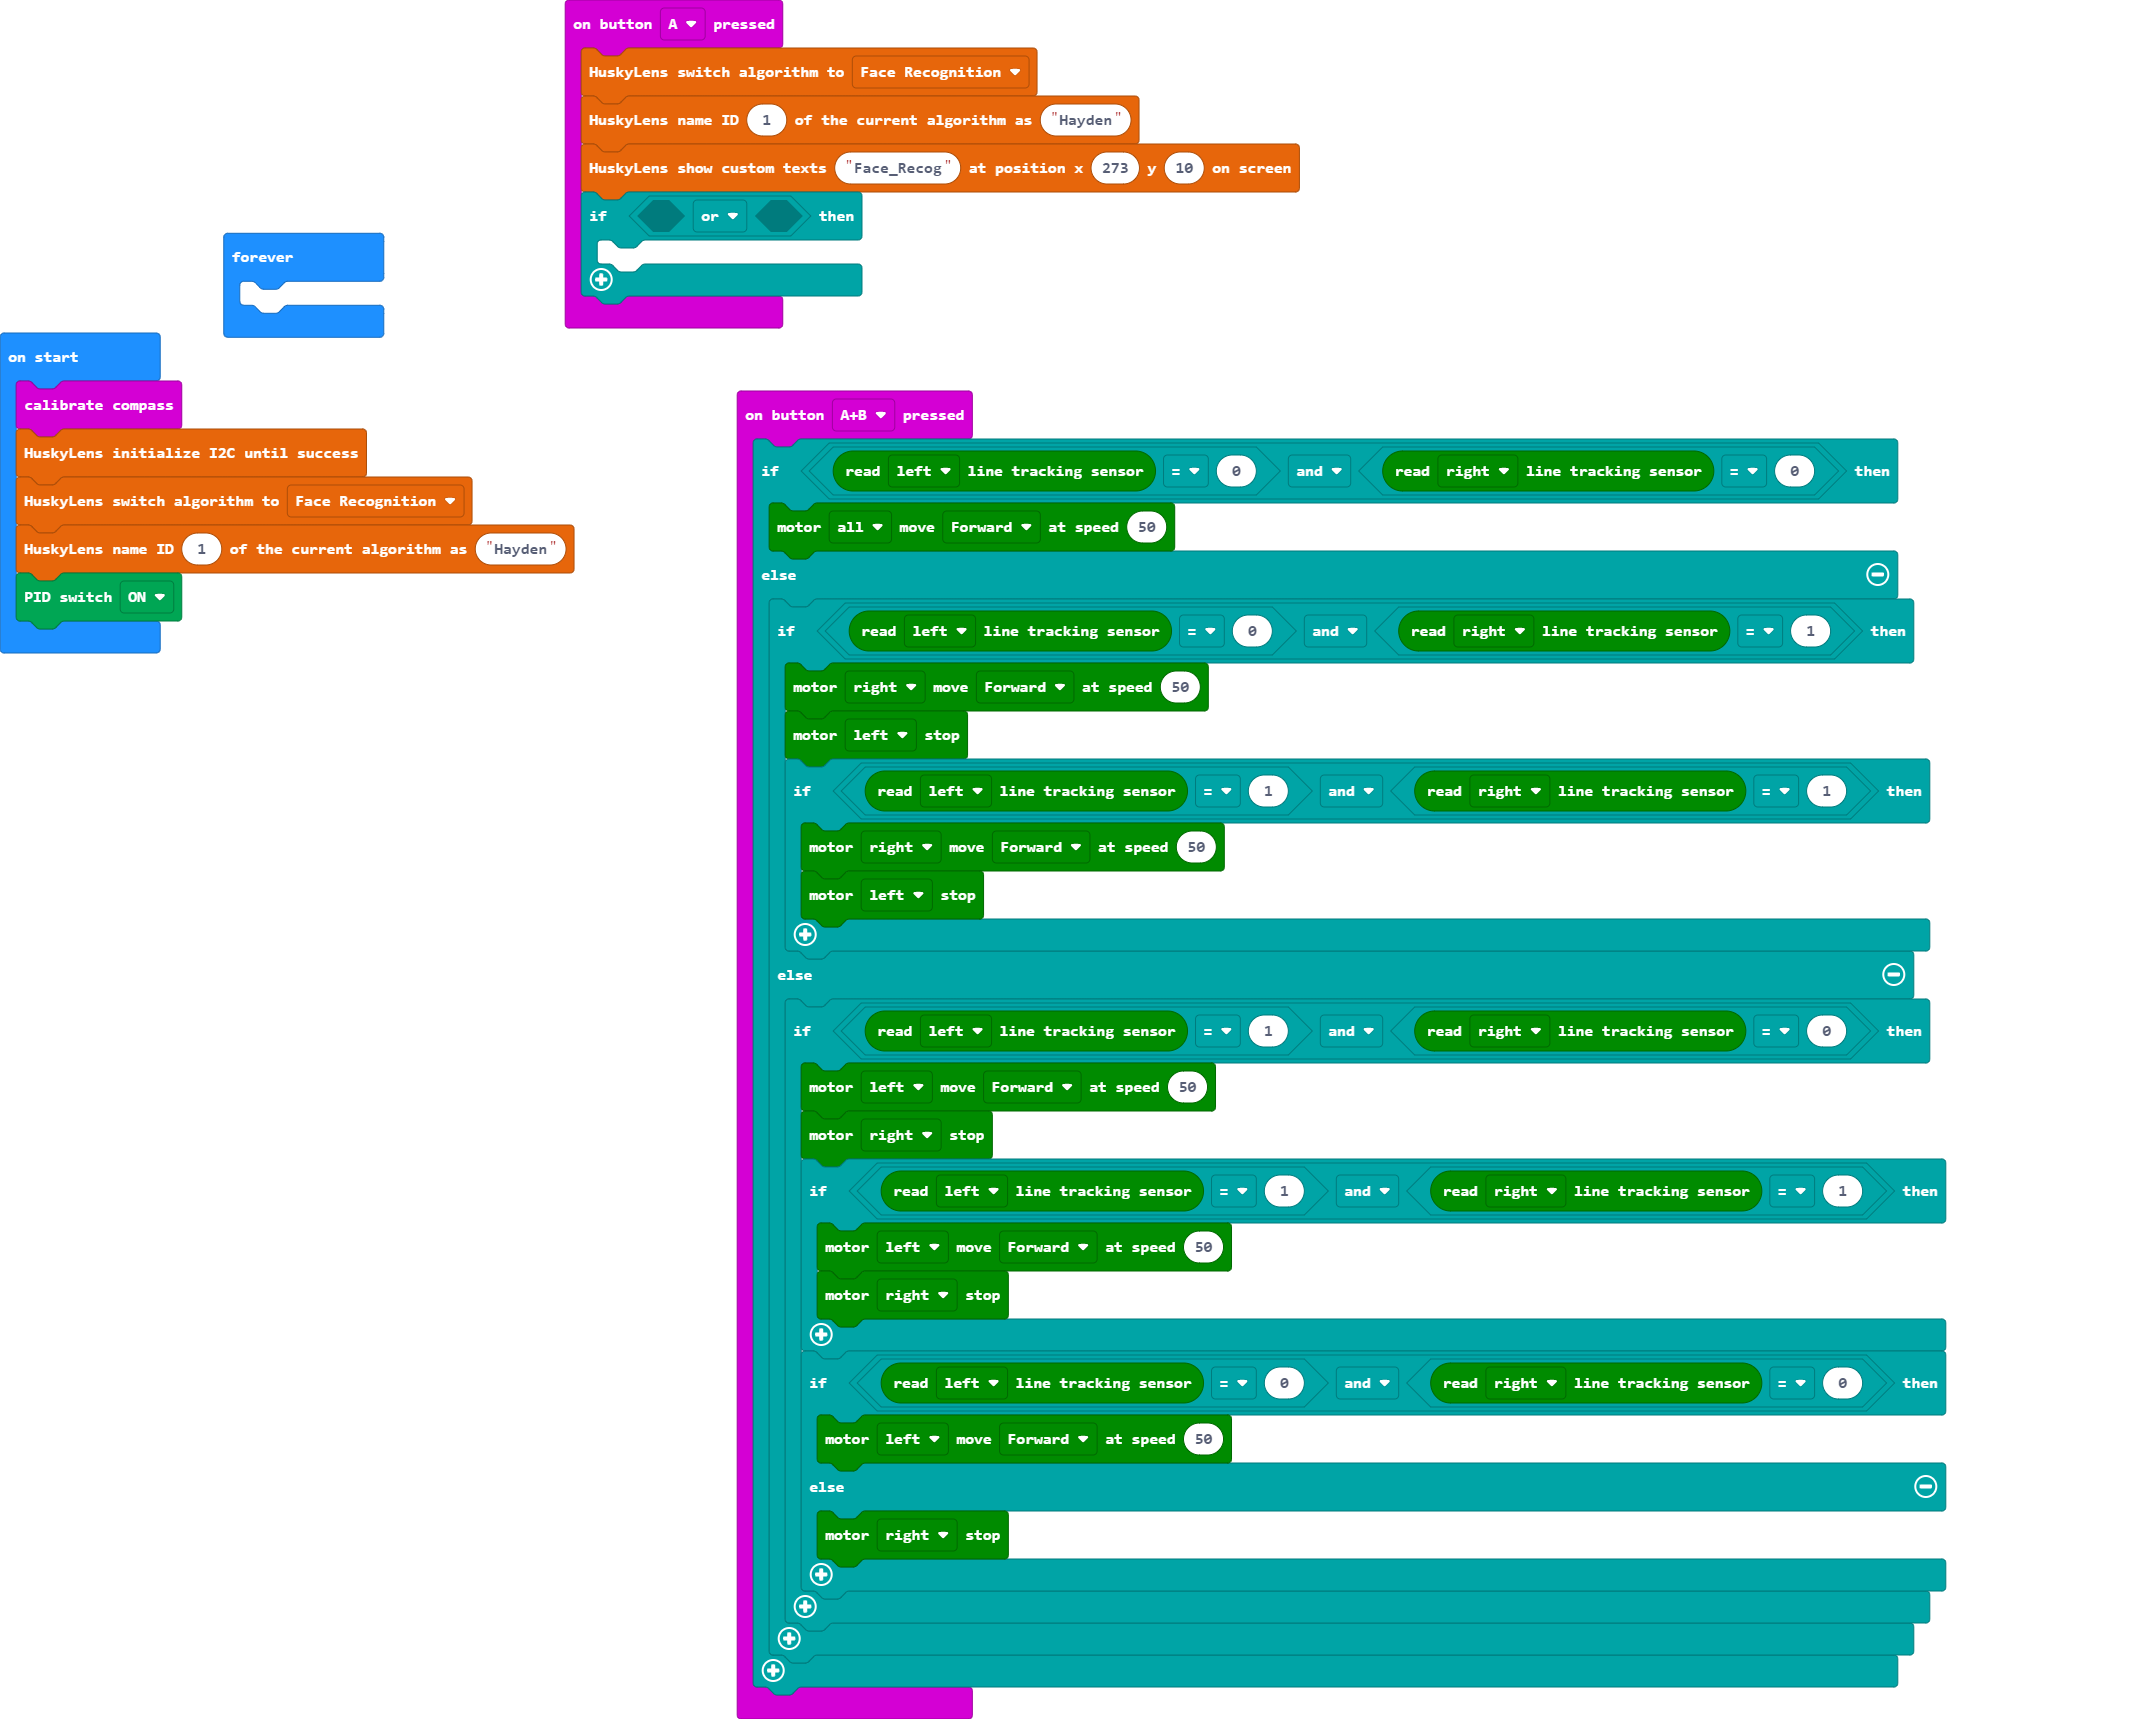 on button A pressed
HuskyLens switch algorithm to Face Recognition
HuskyLens name ID 1 of the current algorithm as "Hayden"
HuskyLens show custom texts "Face_Recog" at position x 273 y 10 on screen
if or then
forever
on start
calibrate compass
HuskyLens initialize I2C until success
HuskyLens switch algorithm to Face Recognition
HuskyLens name ID 1 of the current algorithm as "Hayden"
PID switch ON
on button A+B pressed
if read left line tracking sensor = 0 and read right line tracking sensor = 0 then
motor all move Forward at speed 50
else
if read left line tracking sensor = 0 and read right line tracking sensor = 1 then
motor right move Forward at speed 50
motor left stop
if read left line tracking sensor = 1 and read right line tracking sensor = 1 then
motor right move Forward at speed 50
motor left stop
else
if read left line tracking sensor = 1 and read right line tracking sensor = 0 then
motor left move Forward at speed 50
motor right stop
if read left line tracking sensor = 1 and read right line tracking sensor = 1 then
motor left move Forward at speed 50
motor right stop
if read left line tracking sensor = 0 and read right line tracking sensor = 0 then
motor left move Forward at speed 50
else
motor right stop